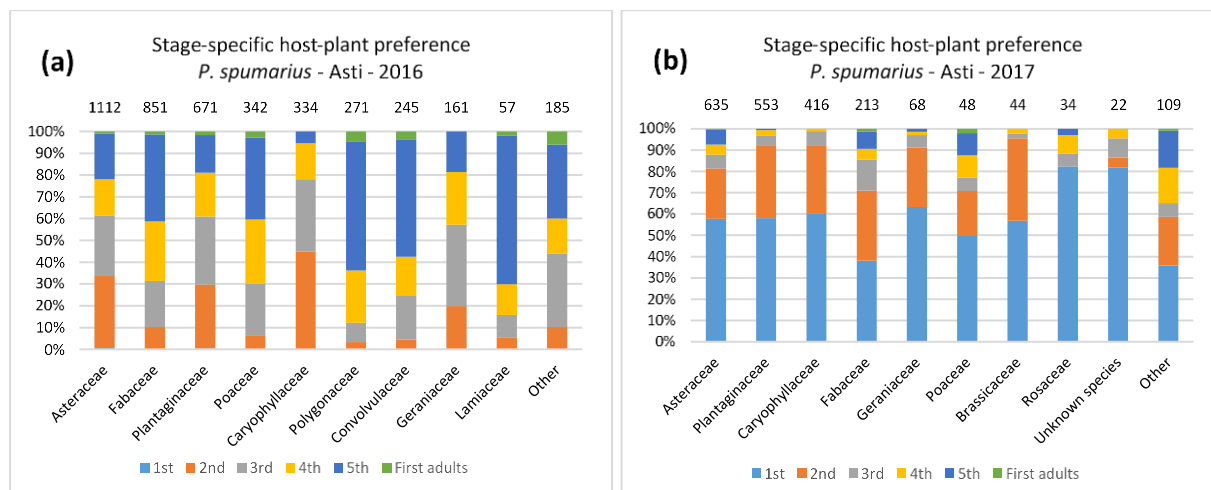 (a)
Stage-specific host-plant preference
P. spumarius - Asti - 2016
1112 851 671 342 334 271 245 161 57 185
100%
90%
80%
70%
60%
50%
40%
30%
20%
10%
0%
Asteraceae
Fabaceae
Plantaginaceae
Poaceae
Caryophyllaceae
Polygonaceae
Convolvulaceae
Geraniaceae
Lamiaceae
Other
1st 2nd 3rd 4th 5th First adults
(b)
Stage-specific host-plant preference
P. spumarius - Asti - 2017
635 553 416 213 68 48 44 34 22 109
100%
90%
80%
70%
60%
50%
40%
30%
20%
10%
0%
Asteraceae
Plantaginaceae
Caryophyllaceae
Fabaceae
Geraniaceae
Poaceae
Brassicaceae
Rosaceae
Unknown species
Other
1st 2nd 3rd 4th 5th First adults